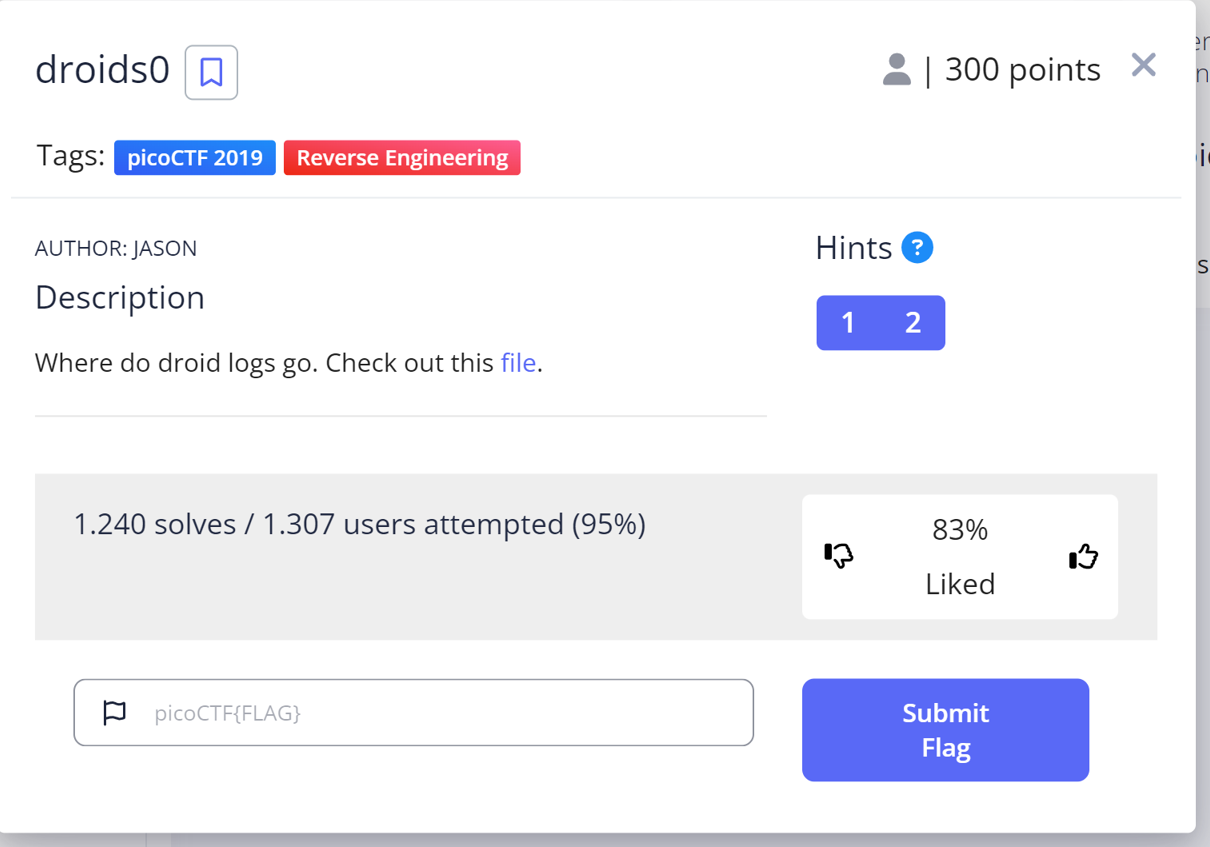 droids0
| 300 points
Tags: picoCTF 2019 Reverse Engineering
AUTHOR: JASON
Description
Where do droid logs go. Check out this file.
Hints ?
1 2
1.240 solves / 1.307 users attempted (95%)
83%
Liked
picoCTF{FLAG}
Submit
Flag